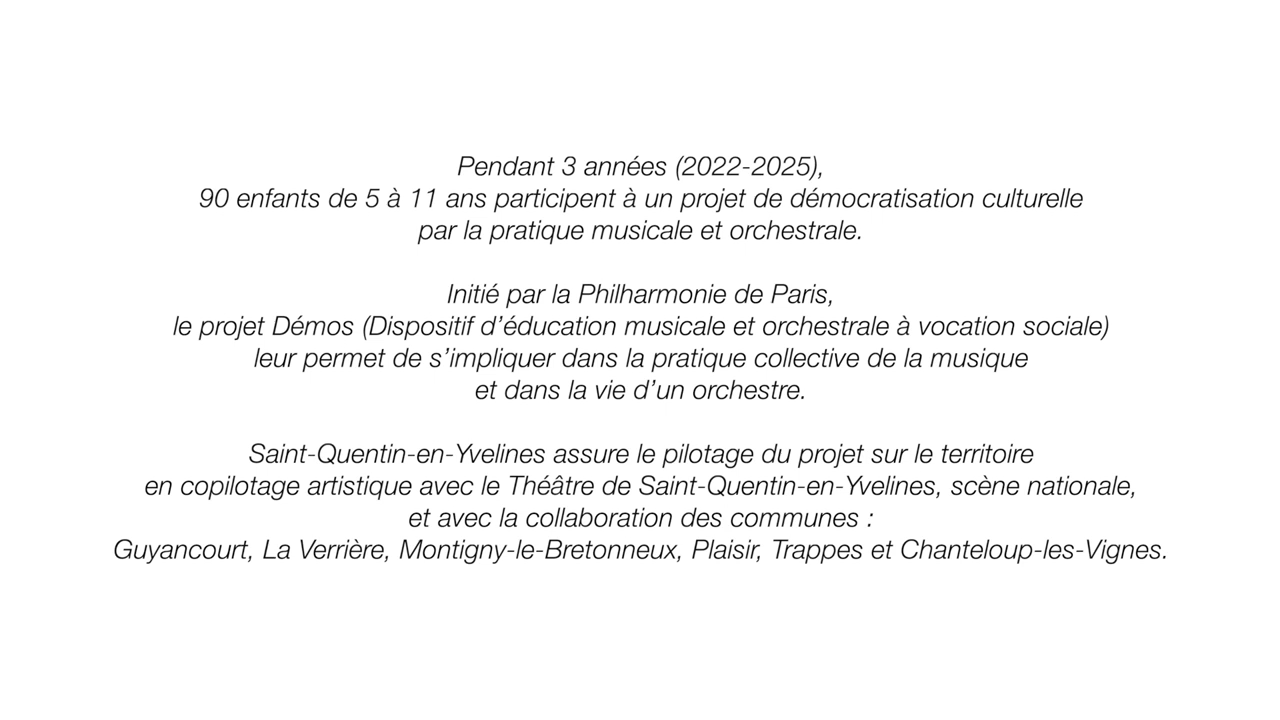 Pendant 3 années (2022-2025),
90 enfants de 5 à 11 ans participent à un projet de démocratisation culturelle
par la pratique musicale et orchestrale.
Initié par la Philharmonie de Paris,
le projet Démos (Dispositif d’éducation musicale et orchestrale à vocation sociale)
leur permet de s’impliquer dans la pratique collective de la musique
et dans la vie d’un orchestre.
Saint-Quentin-en-Yvelines assure le pilotage du projet sur le territoire
en copilotage artistique avec le Théâtre de Saint-Quentin-en-Yvelines, scène nationale,
et avec la collaboration des communes :
Guyancourt, La Verrière, Montigny-le-Bretonneux, Plaisir, Trappes et Chanteloup-les-Vignes.